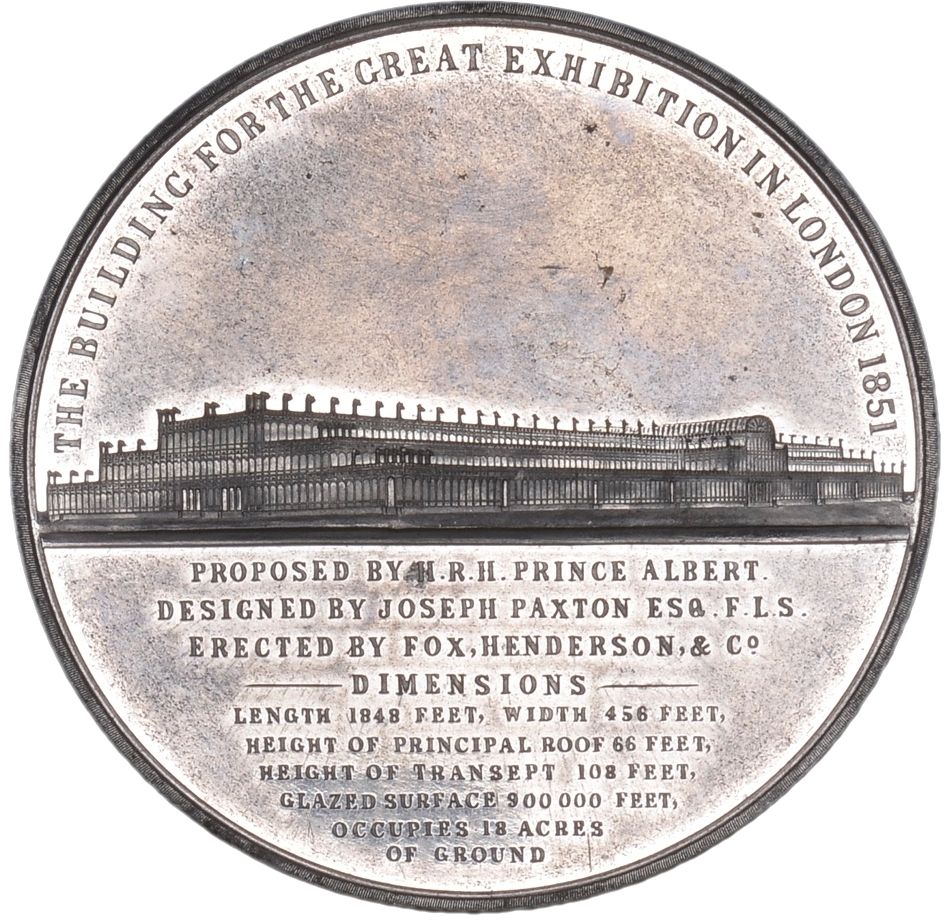 THE BUILDING FOR THE GREAT EXHIBITION IN LONDON 1851
PROPOSED BY H.R.H. PRINCE ALBERT.
DESIGNED BY JOSEPH PAXTON ESQ. F.L.S.
ERECTED BY FOX, HENDERSON, & Cº
DIMENSIONS
LENGTH 1848 FEET, WIDTH 456 FEET,
HEIGHT OF PRINCIPAL ROOF 66 FEET,
HEIGHT OF TRANSEPT 108 FEET,
GLAZED SURFACE 900 000 FEET,
OCCUPIES 18 ACRES
OF GROUND